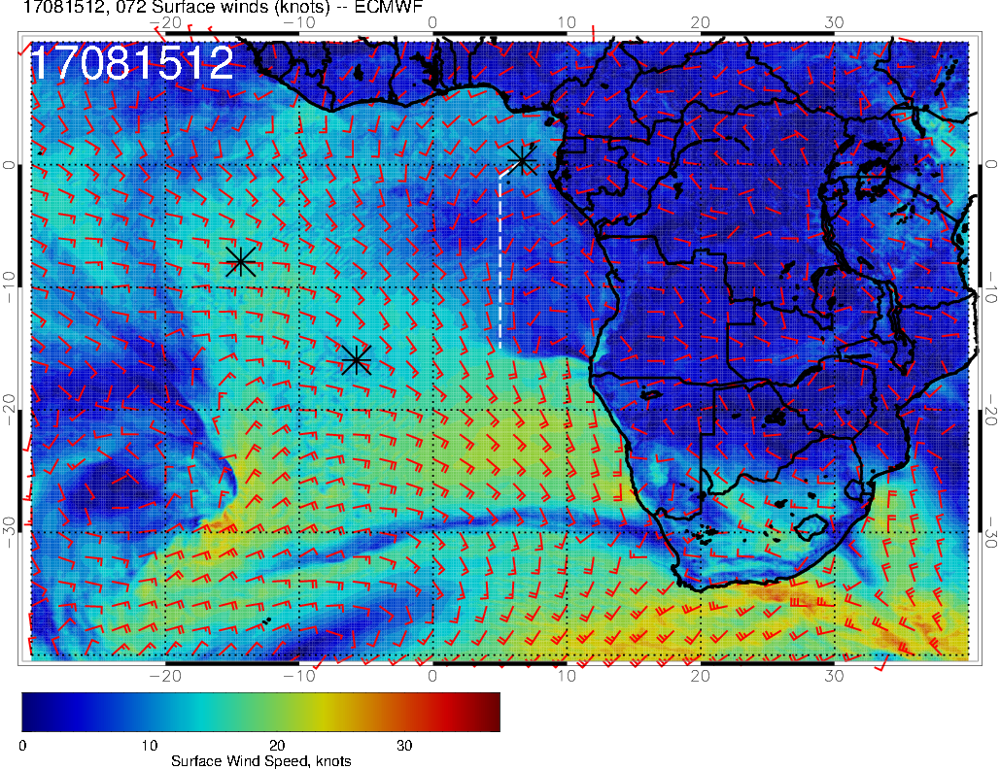 17081512, 072 Surface winds (knots) -- ECMWF
−20 −10 0 10 20 30
17081512
0 0
−10 −10
−20 −20
−30 −30
−20 −10 0 10 20 30
0 10 20 30
Surface Wind Speed, knots